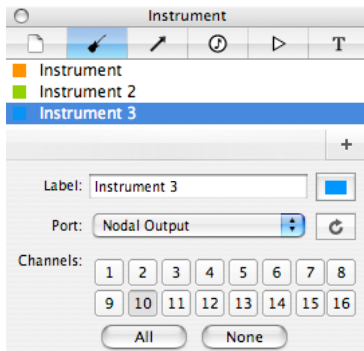 Instrument
T
Instrument
Instrument 2
Instrument 3
+
Label: Instrument 3
Port: Nodal Output
Channels:
1 2 3 4 5 6 7 8
9 10 11 12 13 14 15 16
All None